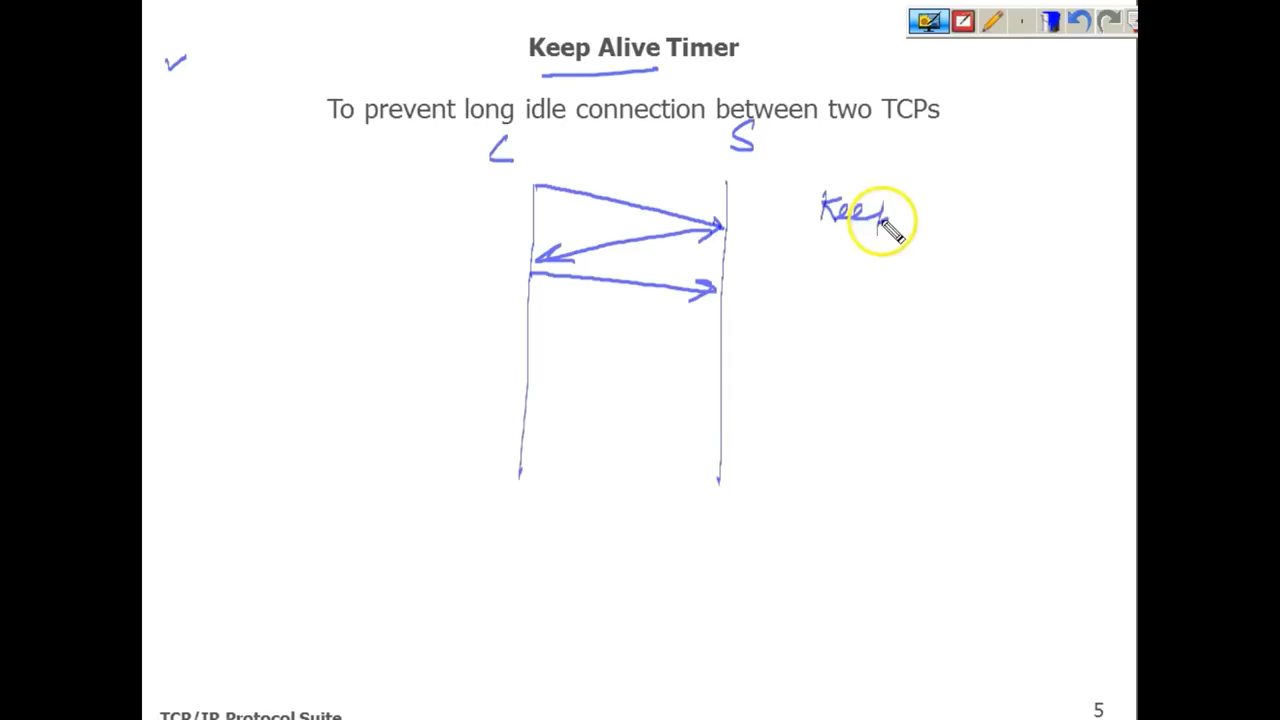 Keep Alive Timer
To prevent long idle connection between two TCPs
C S
Keep
TCP/IP Protocol Suite
5